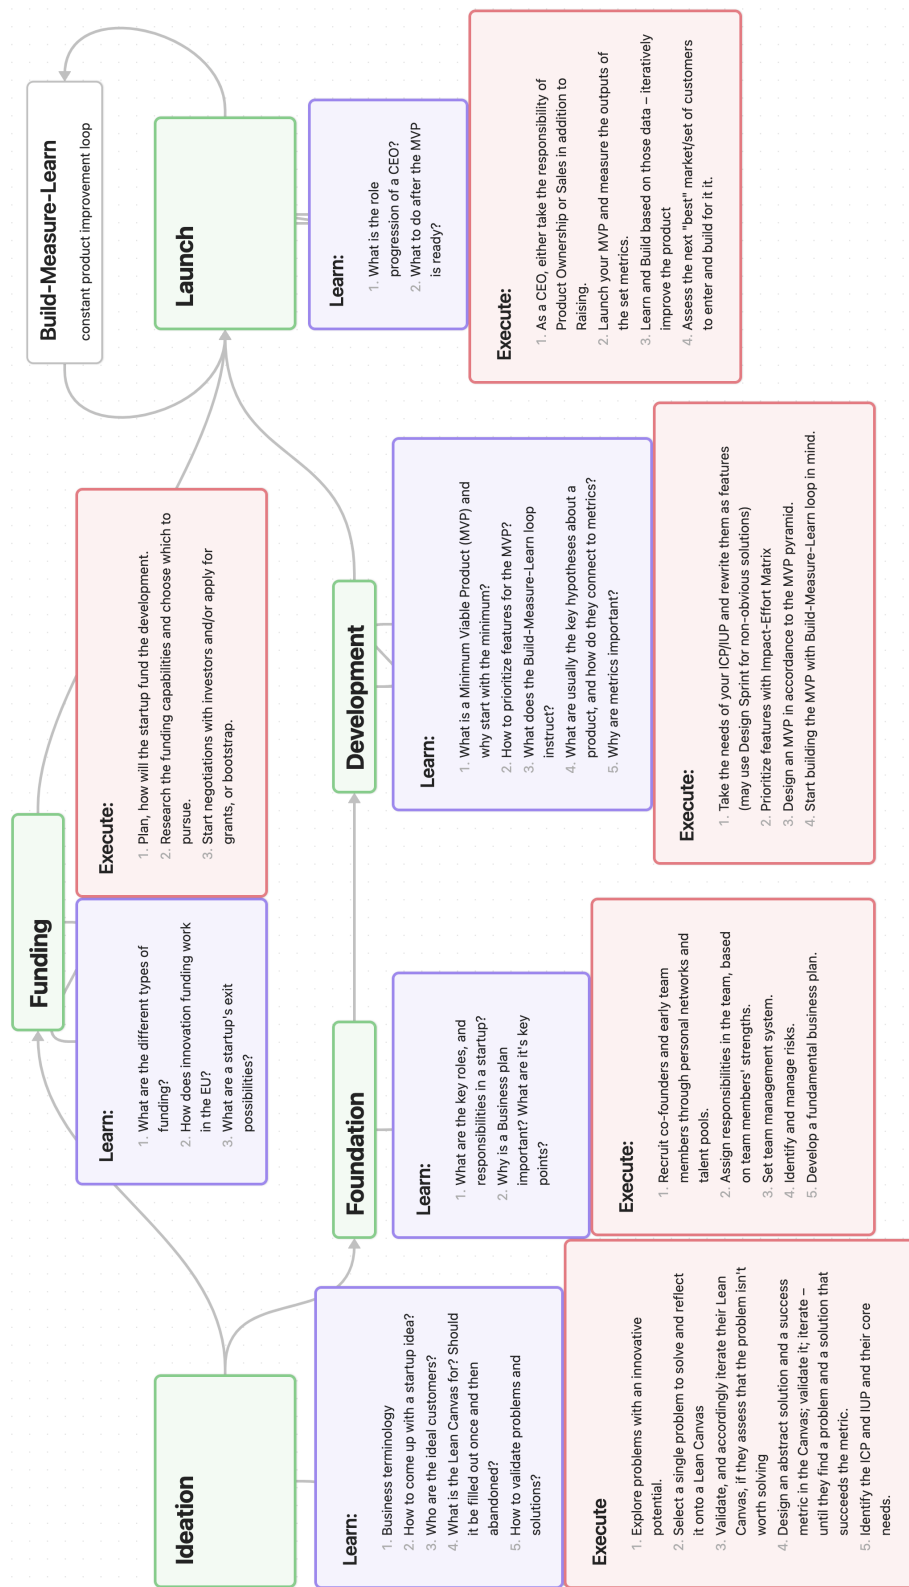 Ideation
Learn:
1. Business terminology
2. How to come up with a startup idea?
3. Who are the ideal customers?
4. What is the Lean Canvas for? Should
it be filled out once and then
abandoned?
5. How to validate problems and
solutions?
Execute
1. Explore problems with an innovative
potential.
2. Select a single problem to solve and reflect
it onto a Lean Canvas
3. Validate, and accordingly iterate their Lean
Canvas, if they assess that the problem isn't
worth solving
4. Design an abstract solution and a success
metric in the Canvas; validate it; iterate –
until they find a problem and a solution that
succeeds the metric.
5. Identify the ICP and IUP and their core
needs.
Funding
Learn:
1. What are the different types of
funding?
2. How does innovation funding work
in the EU?
3. What are a startup's exit
possibilities?
Execute:
1. Plan, how will the startup fund the development.
2. Research the funding capabilities and choose which to
pursue.
3. Start negotiations with investors and/or apply for
grants, or bootstrap.
Foundation
Learn:
1. What are the key roles, and
responsibilities in a startup?
2. Why is a Business plan
important? What are it's key
points?
Execute:
1. Recruit co-founders and early team
members through personal networks and
talent pools.
2. Assign responsibilities in the team, based
on team members' strengths.
3. Set team management system.
4. Identify and manage risks.
5. Develop a fundamental business plan.
Development
Learn:
1. What is a Minimum Viable Product (MVP) and
why start with the minimum?
2. How to prioritize features for the MVP?
3. What does the Build-Measure-Learn loop
instruct?
4. What are usually the key hypotheses about a
product, and how do they connect to metrics?
5. Why are metrics important?
Execute:
1. Take the needs of your ICP/IUP and rewrite them as features
(may use Design Sprint for non-obvious solutions)
2. Prioritize features with Impact-Effort Matrix
3. Design an MVP in accordance to the MVP pyramid.
4. Start building the MVP with Build-Measure-Learn loop in mind.
Build-Measure-Learn
constant product improvement loop
Launch
Learn:
1. What is the role
progression of a CEO?
2. What to do after the MVP
is ready?
Execute:
1. As a CEO, either take the responsibility of
Product Ownership or Sales in addition to
Raising.
2. Launch your MVP and measure the outputs of
the set metrics.
3. Learn and Build based on those data – iteratively
improve the product
4. Assess the next "best" market/set of customers
to enter and build for it it.